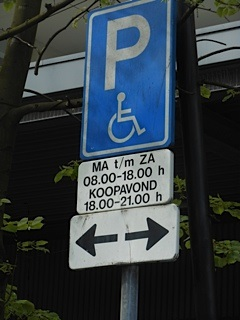 P
MA t/m ZA
08.00-18.00 h
KOOPAVOND
18.00-21.00 h